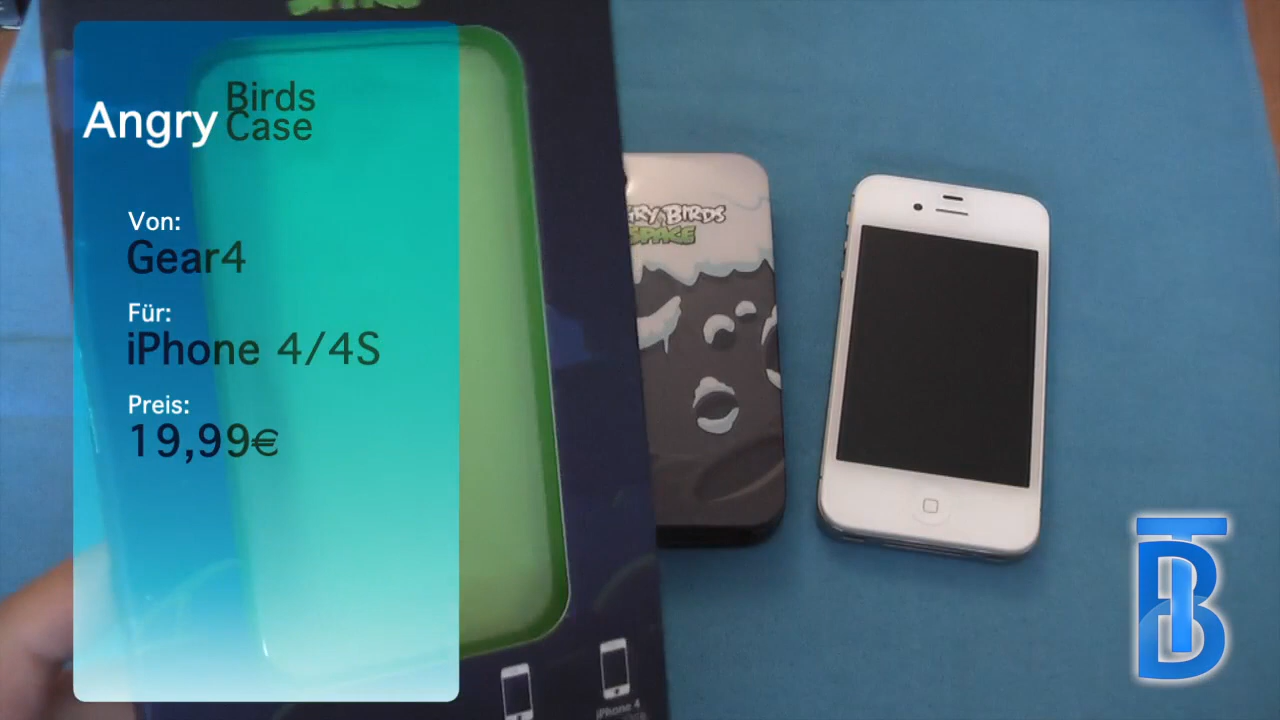 Angry Birds Case
Von:
Gear4
Für:
iPhone 4/4S
Preis:
19,99€
BIRDS
SPACE
iPhone 4